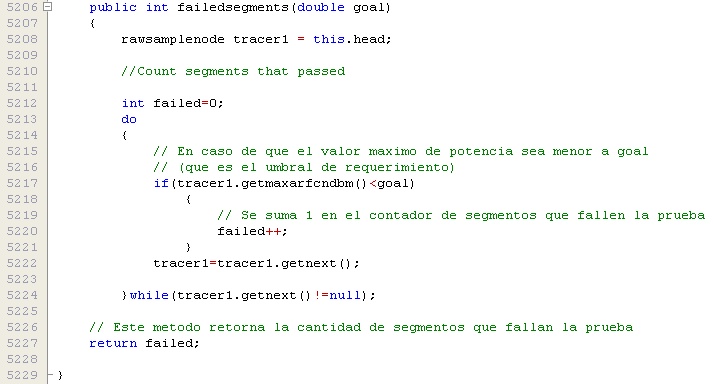 5206 public int failedsegments(double goal)
5207 {
5208 rawsamplenode tracer1 = this.head;
5209
5210 //Count segments that passed
5211
5212 int failed=0;
5213 do
5214 {
5215 // En caso de que el valor maximo de potencia sea menor a goal
5216 // (que es el umbral de requerimiento)
5217 if(tracer1.getmaxarfcndbm()<goal)
5218 {
5219 // Se suma 1 en el contador de segmentos que fallen la prueba
5220 failed++;
5221 }
5222 tracer1=tracer1.getnext();
5223
5224 }while(tracer1.getnext()!=null);
5225
5226 // Este metodo retorna la cantidad de segmentos que fallan la prueba
5227 return failed;
5228
5229 }